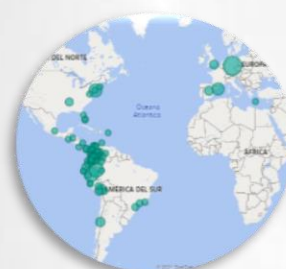 DEL NORTE
EUROPA
Océano
Atlántico
ÁFRICA
AMÉRICA DEL SUR